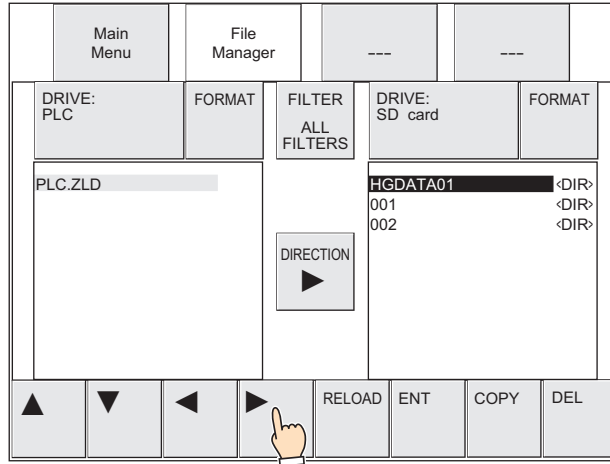 Main
Menu
File
Manager
---
---
DRIVE:
PLC
FORMAT
FILTER
ALL
FILTERS
DRIVE:
SD card
FORMAT
PLC.ZLD
HGDATA01 <DIR>
001 <DIR>
002 <DIR>
DIRECTION
▶
▲ ▼ ◀ ▶ RELOAD ENT COPY DEL